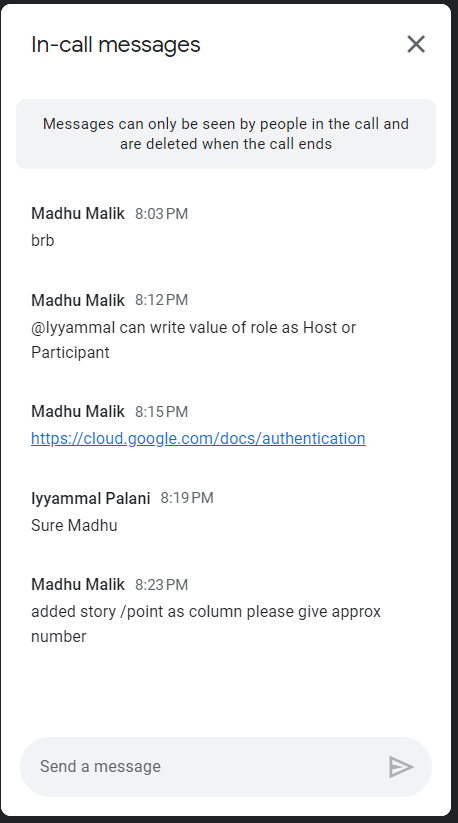 In-call messages
Messages can only be seen by people in the call and
are deleted when the call ends
Madhu Malik 8:03 PM
brb
Madhu Malik 8:12 PM
@Iyyammal can write value of role as Host or
Participant
Madhu Malik 8:15 PM
https://cloud.google.com/docs/authentication
Iyyammal Palani 8:19 PM
Sure Madhu
Madhu Malik 8:23 PM
added story /point as column please give approx
number
Send a message